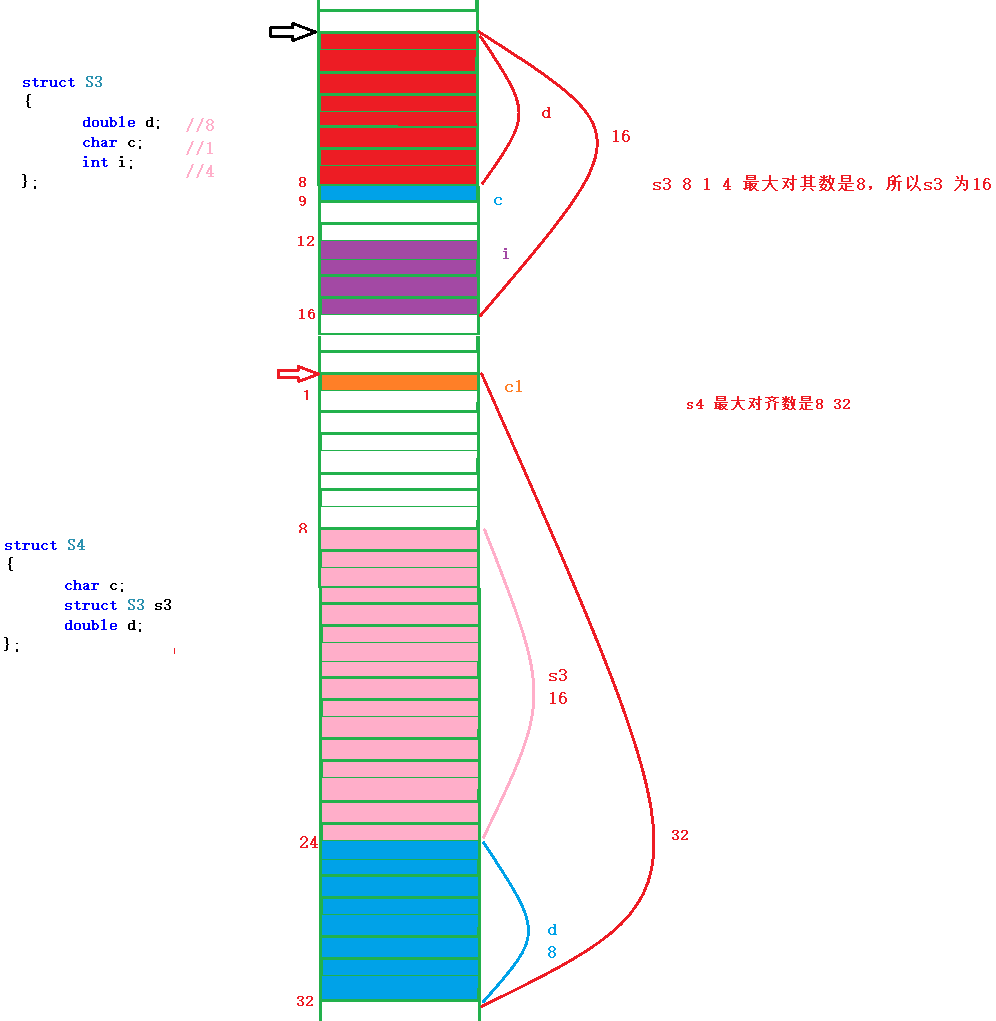 struct S3
{
double d; //8
char c; //1
int i; //4
};
d
16
s3 8 1 4 最大对其数是8，所以s3 为16
8
9
c
12
i
16
1
c1
s4 最大对齐数是8 32
8
struct S4
{
char c;
struct S3 s3
double d;
};
s3
16
24
32
d
8
32